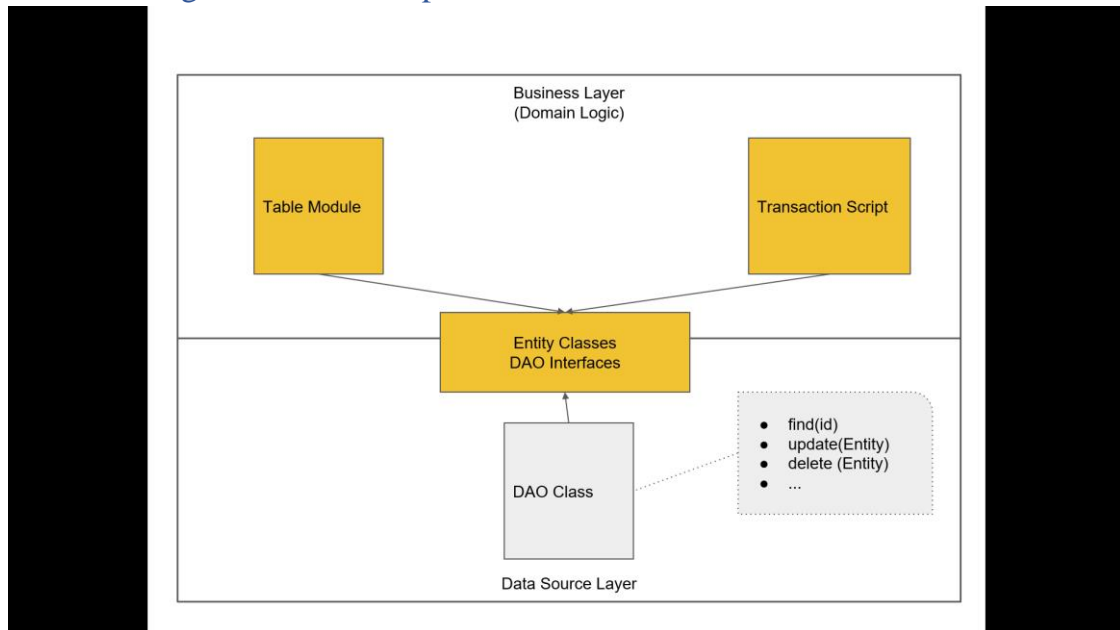 Business Layer
(Domain Logic)
Table Module
Transaction Script
Entity Classes
DAO Interfaces
● find(id)
● update(Entity)
● delete (Entity)
● ...
DAO Class
Data Source Layer